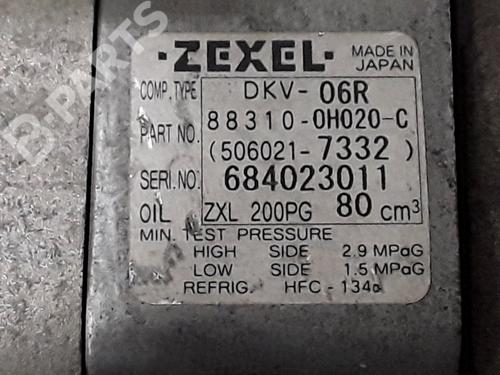 ·ZEXEL·
MADE IN
JAPAN
COMP. TYPE DKV-06R
PART NO. 88310-0H020-C
(506021-7332)
SERI.NO. 684023011
OIL ZXL 200PG 80 cm³
MIN. TEST PRESSURE
HIGH SIDE 2.9 MPaG
LOW SIDE 1.5 MPaG
REFRIG. HFC-134a
B-PARTS